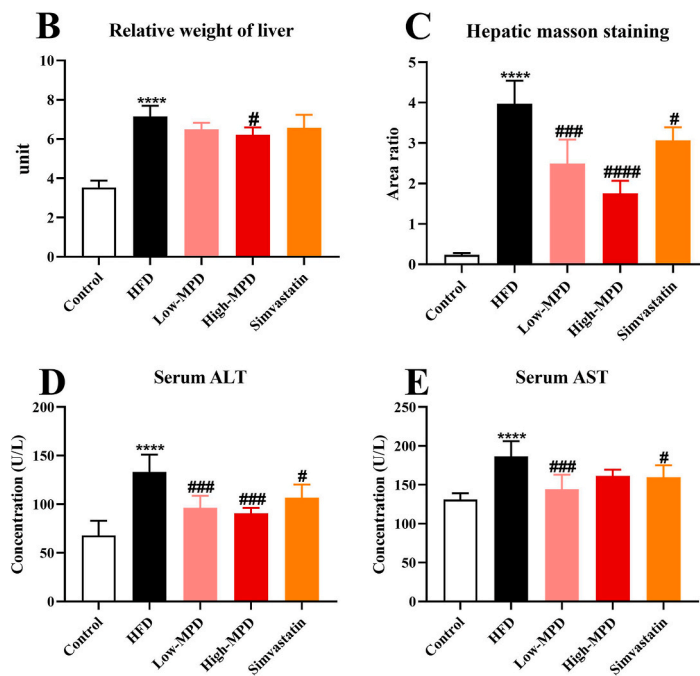 B Relative weight of liver
unit
10
8
6
4
2
0
****
#
Control
HFD
Low-MPD
High-MPD
Simvastatin
C Hepatic masson staining
Area ratio
5
4
3
2
1
0
****
###
####
#
Control
HFD
Low-MPD
High-MPD
Simvastatin
D Serum ALT
Concentration (U/L)
150
100
50
0
****
###
###
#
Control
HFD
Low-MPD
High-MPD
Simvastatin
E Serum AST
Concentration (U/L)
250
200
150
100
50
0
****
###
#
Control
HFD
Low-MPD
High-MPD
Simvastatin